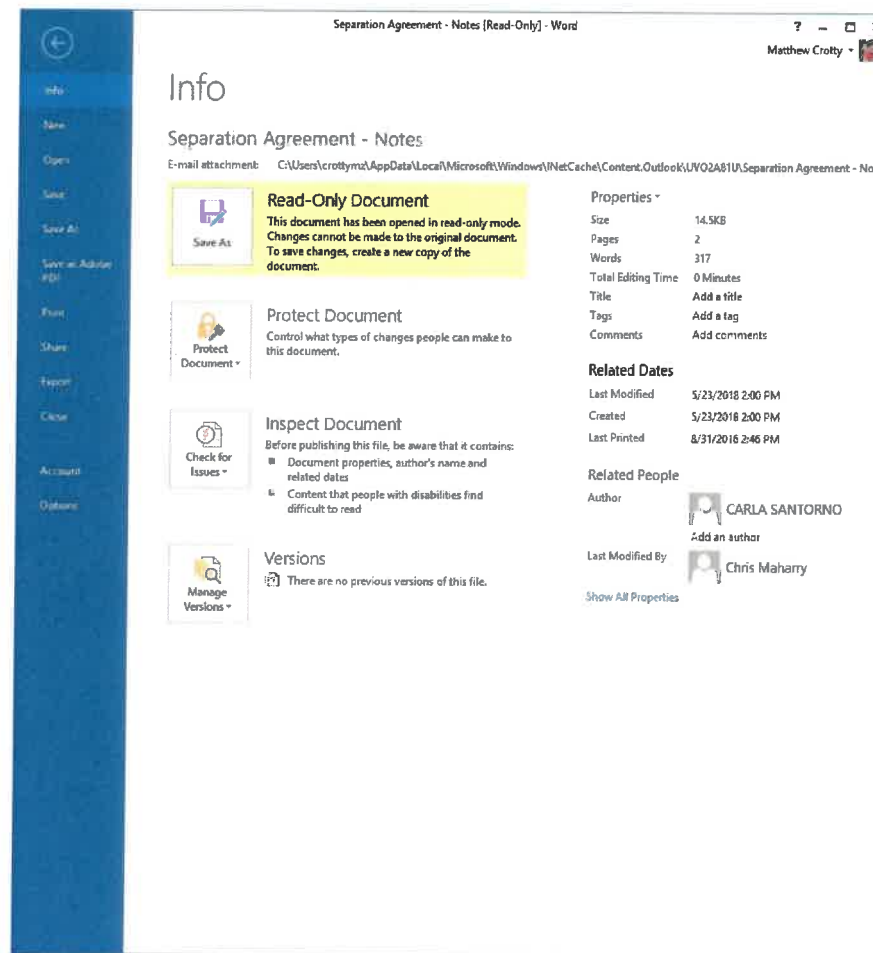 Separation Agreement - Notes [Read-Only] - Word
? – 
Matthew Crotty
Info
New
Open
Save
Save As
Save as Adobe
PDF
Print
Share
Export
Close
Account
Options
Info
Separation Agreement - Notes
E-mail attachment: C:\Users\crottymz\AppData\Local\Microsoft\Windows\INetCache\Content.Outlook\UVO2A81U\Separation Agreement - No
Save As
Read-Only Document
This document has been opened in read-only mode.
Changes cannot be made to the original document.
To save changes, create a new copy of the
document.
Protect
Document
Protect Document
Control what types of changes people can make to
this document.
Check for
Issues
Inspect Document
Before publishing this file, be aware that it contains:
Document properties, author's name and
related dates
Content that people with disabilities find
difficult to read
Manage
Versions
Versions
There are no previous versions of this file.
Properties
Size 14.5KB
Pages 2
Words 317
Total Editing Time 0 Minutes
Title Add a title
Tags Add a tag
Comments Add comments
Related Dates
Last Modified 5/23/2018 2:00 PM
Created 5/23/2018 2:00 PM
Last Printed 8/31/2016 2:46 PM
Related People
Author CARLA SANTORNO
Add an author
Last Modified By Chris Maharry
Show All Properties